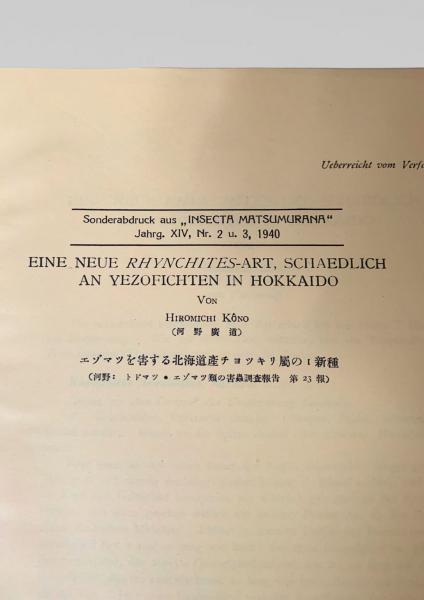 Ueberreicht vom
Sonderabdruck aus „INSECTA MATSUMURANA“
Jahrg. XIV, Nr. 2 u. 3, 1940
EINE NEUE RHYNCHITES-ART, SCHAEDLICH
AN YEZOFICHTEN IN HOKKAIDO
VON
HIROMICHI KÔNO
(河野廣道)
エゾマツを害する北海道產チヨツキリ屬の1新種
(河野: トドマツ・エゾマツ類の害蟲調査報告 第23報)